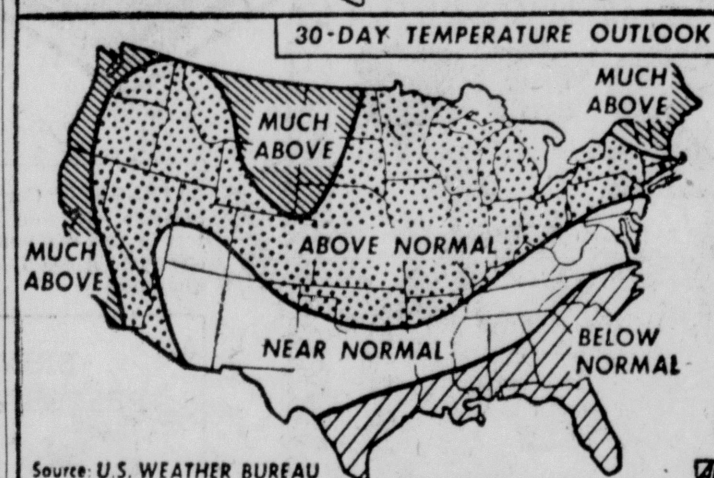 30-DAY TEMPERATURE OUTLOOK
MUCH
ABOVE
MUCH
ABOVE
MUCH
ABOVE
ABOVE NORMAL
NEAR NORMAL
BELOW
NORMAL
Source: U.S. WEATHER BUREAU